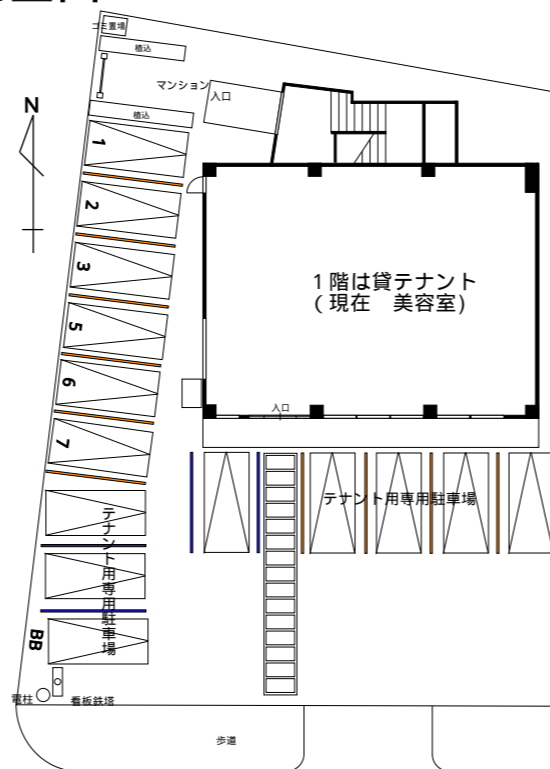 ゴミ置場
植込
マンション
入口
植込
N
1
2
3
5
6
7
1階は貸テナント
(現在 美容室)
入口
テナント用専用駐車場
テナント用専用駐車場
BB
電柱
看板鉄塔
歩道